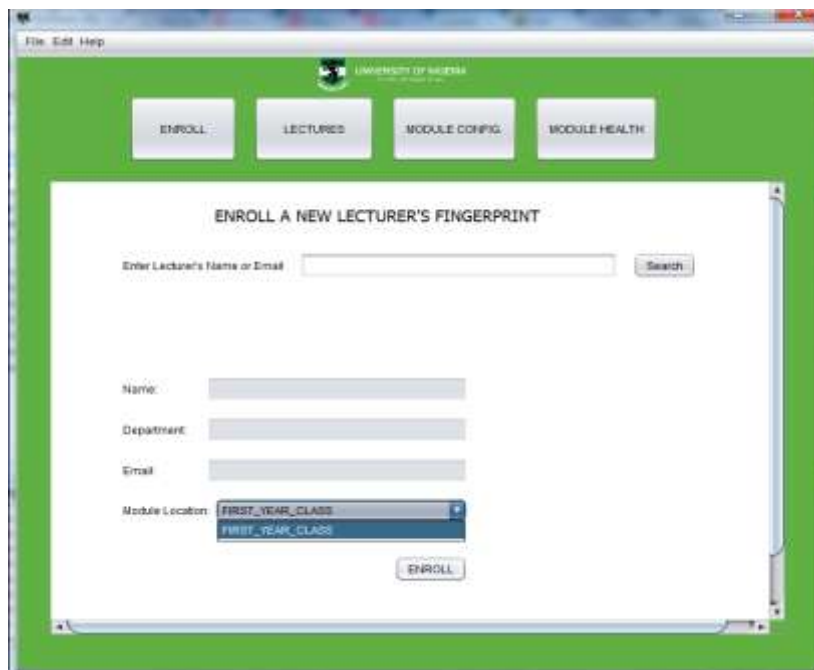 File Edit Help
UNIVERSITY OF NIGERIA
ENROLL LECTURES MODULE CONFIG. MODULE HEALTH
ENROLL A NEW LECTURER'S FINGERPRINT
Enter Lecturer's Name or Email Search
Name:
Department:
Email:
Module Location: FIRST_YEAR_CLASS
FIRST_YEAR_CLASS
ENROLL